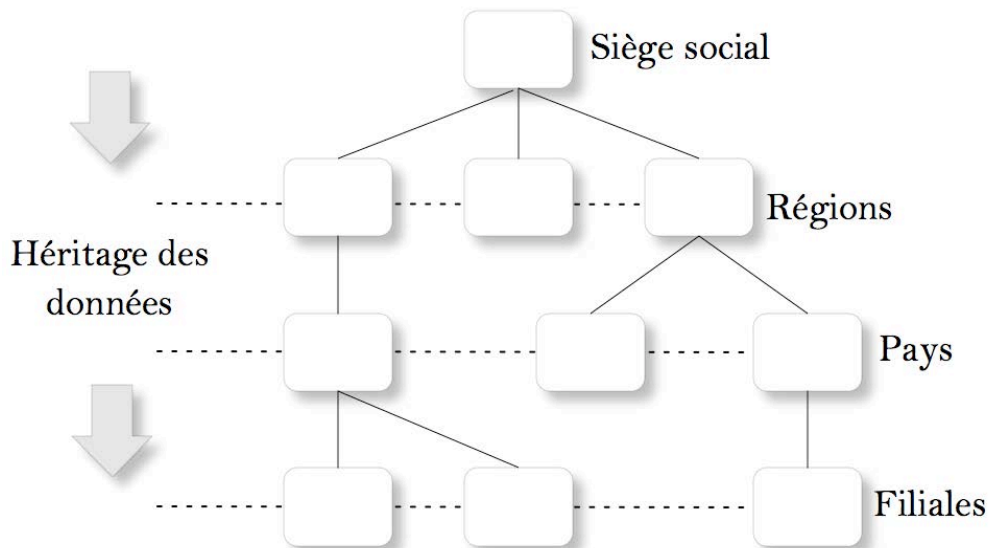 Siège social
Régions
Héritage des
données
Pays
Filiales